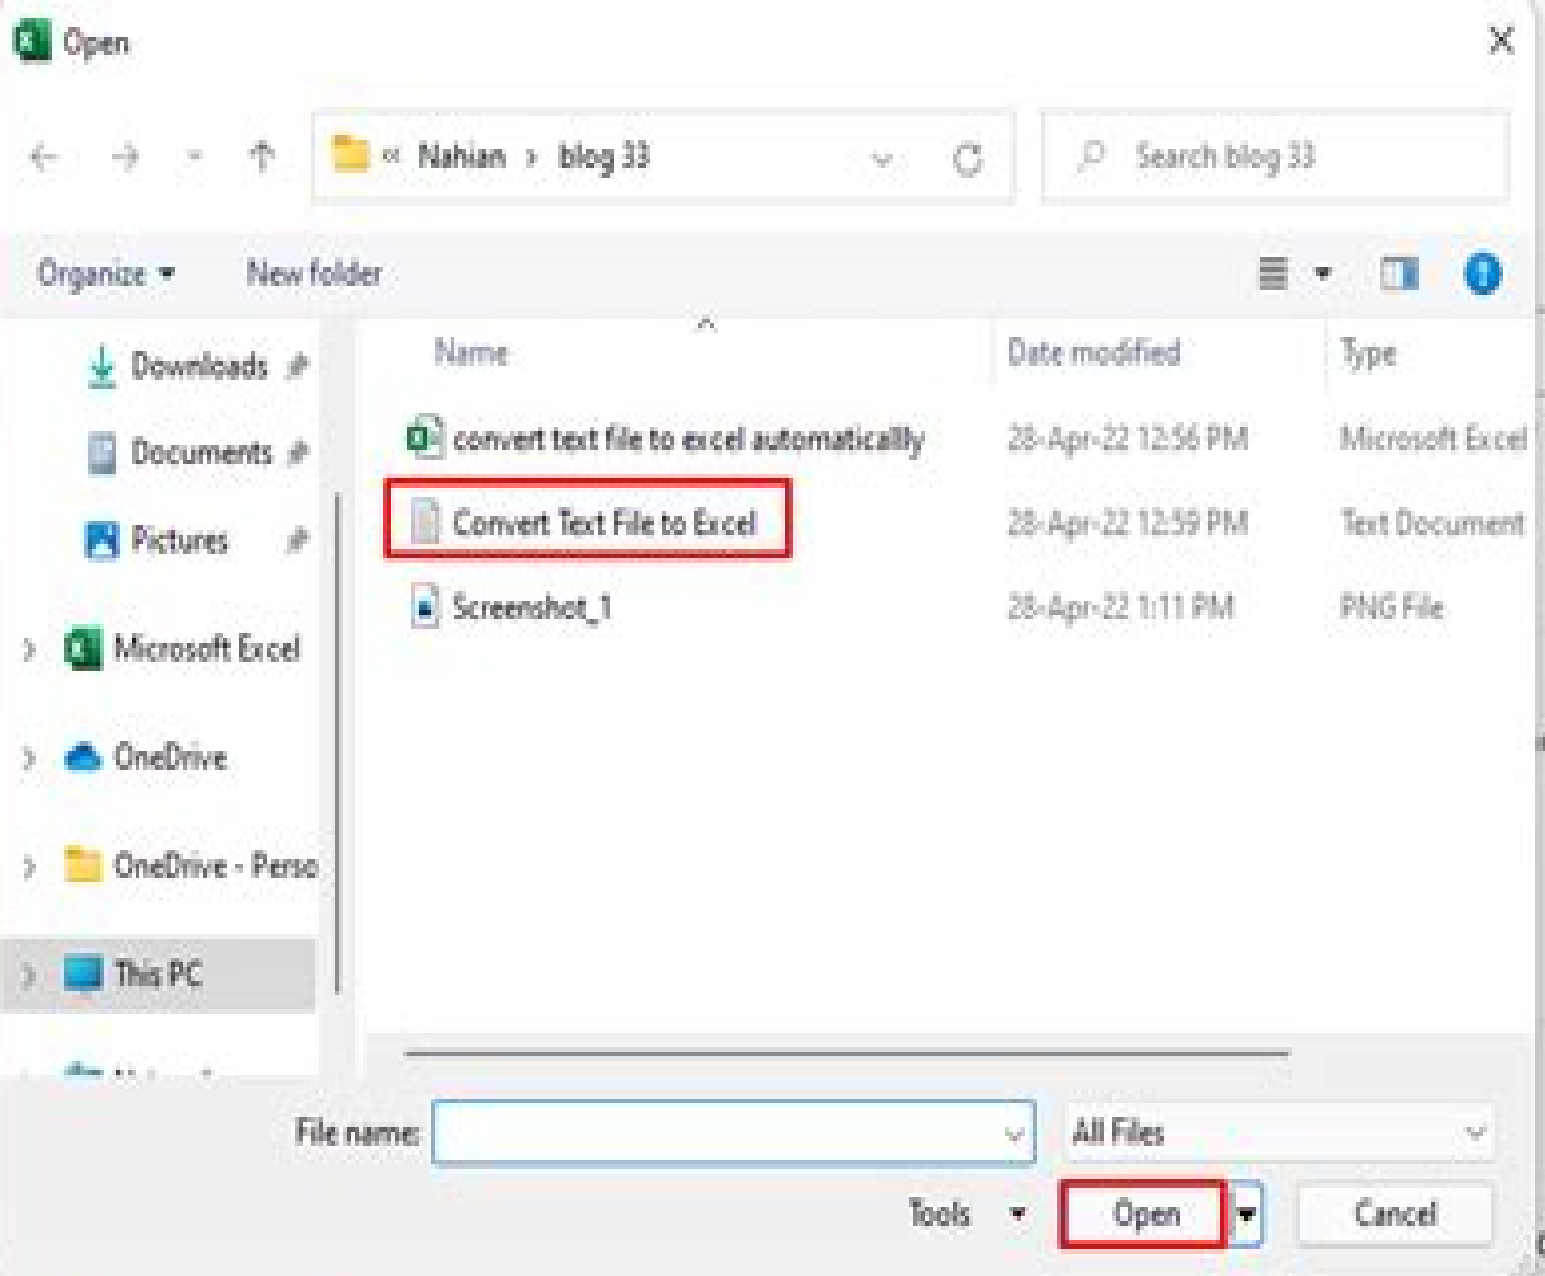 Open
« Nahian > blog 33
Search blog 33
Organize
New folder
Name
Date modified
Type
Downloads
Documents
Pictures
Microsoft Excel
OneDrive
OneDrive - Perso
This PC
convert text file to excel automaticallly
28-Apr-22 12:56 PM
Microsoft Excel
Convert Text File to Excel
28-Apr-22 12:59 PM
Text Document
Screenshot_1
28-Apr-22 1:11 PM
PNG File
File name:
All Files
Tools
Open
Cancel